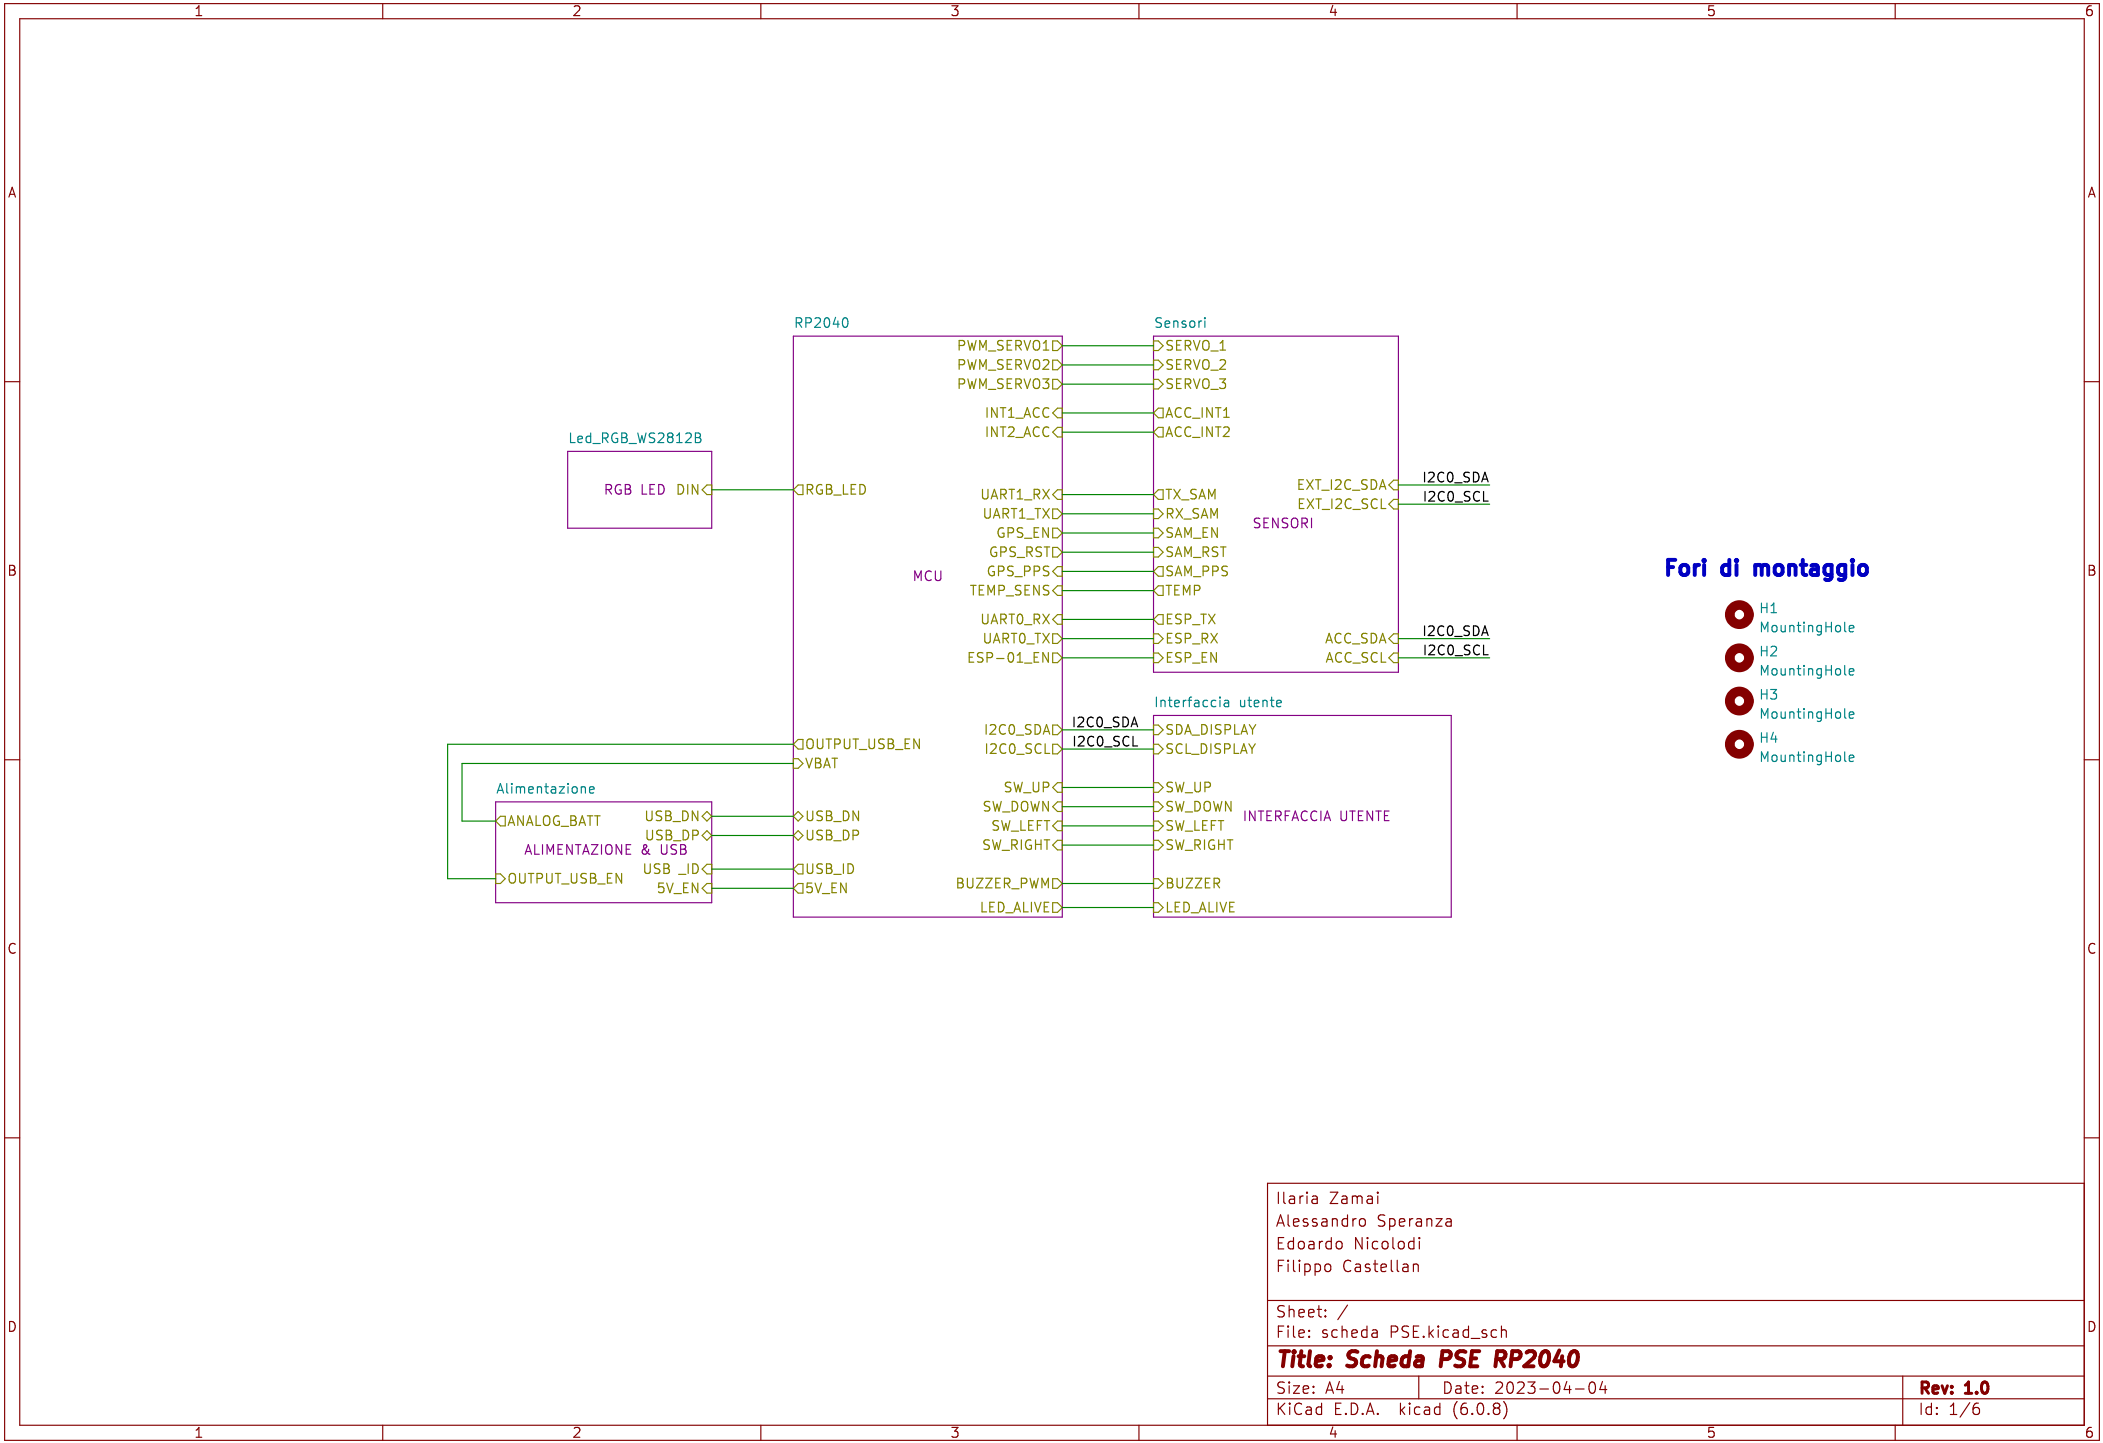 1 2 3 4 5 6
A A
B B
C C
D D
RP2040
MCU
PWM_SERVO1
PWM_SERVO2
PWM_SERVO3
INT1_ACC
INT2_ACC
RGB_LED
UART1_RX
UART1_TX
GPS_EN
GPS_RST
GPS_PPS
TEMP_SENS
UART0_RX
UART0_TX
ESP-01_EN
I2C0_SDA
I2C0_SCL
OUTPUT_USB_EN
VBAT
SW_UP
SW_DOWN
SW_LEFT
SW_RIGHT
USB_DN
USB_DP
USB_ID
5V_EN
BUZZER_PWM
LED_ALIVE
Led_RGB_WS2812B
RGB LED DIN
Alimentazione
ANALOG_BATT
OUTPUT_USB_EN
ALIMENTAZIONE & USB
USB_DN
USB_DP
USB _ID
5V_EN
Sensori
SENSORI
SERVO_1
SERVO_2
SERVO_3
ACC_INT1
ACC_INT2
TX_SAM
RX_SAM
SAM_EN
SAM_RST
SAM_PPS
TEMP
ESP_TX
ESP_RX
ESP_EN
EXT_I2C_SDA I2C0_SDA
EXT_I2C_SCL I2C0_SCL
ACC_SDA I2C0_SDA
ACC_SCL I2C0_SCL
Interfaccia utente
INTERFACCIA UTENTE
I2C0_SDA SDA_DISPLAY
I2C0_SCL SCL_DISPLAY
SW_UP
SW_DOWN
SW_LEFT
SW_RIGHT
BUZZER
LED_ALIVE
Fori di montaggio
H1
MountingHole
H2
MountingHole
H3
MountingHole
H4
MountingHole
Ilaria Zamai
Alessandro Speranza
Edoardo Nicolodi
Filippo Castellan
Sheet: /
File: scheda PSE.kicad_sch
Title: Scheda PSE RP2040
Size: A4 Date: 2023-04-04 Rev: 1.0
KiCad E.D.A. kicad (6.0.8) Id: 1/6
1 2 3 4 5 6